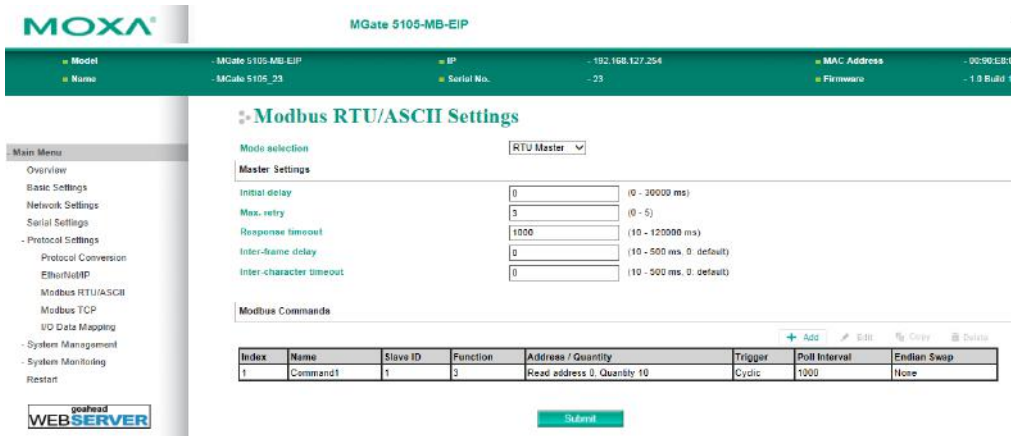 MOXA®
MGate 5105-MB-EIP
Model - MGate 5105-MB-EIP IP - 192.168.127.254 MAC Address - 00:90:E8:
Name - MGate 5105_23 Serial No. - 23 Firmware - 1.0 Build
Modbus RTU/ASCII Settings
Mode selection RTU Master
Master Settings
Initial delay 0 (0 - 30000 ms)
Max. retry 3 (0 - 5)
Response timeout 1000 (10 - 120000 ms)
Inter-frame delay 0 (10 - 500 ms, 0: default)
Inter-character timeout 0 (10 - 500 ms, 0: default)
Modbus Commands
+ Add Edit Copy Delete
Index Name Slave ID Function Address / Quantity Trigger Poll Interval Endian Swap
1 Command1 1 3 Read address 0, Quantity 10 Cyclic 1000 None
Submit
- Main Menu
Overview
Basic Settings
Network Settings
Serial Settings
- Protocol Settings
Protocol Conversion
EtherNet/IP
Modbus RTU/ASCII
Modbus TCP
I/O Data Mapping
- System Management
- System Monitoring
Restart
goahead
WEBSERVER